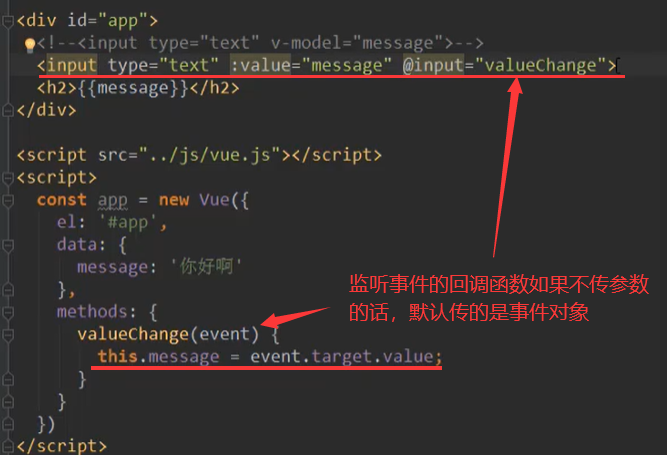 <div id="app">
<!--<input type="text" v-model="message">-->
<input type="text" :value="message" @input="valueChange">
<h2>{{message}}</h2>
</div>
<script src="../js/vue.js"></script>
<script>
const app = new Vue({
el: '#app',
data: {
message: '你好啊'
},
methods: {
valueChange(event) {
this.message = event.target.value;
}
}
})
</script>
监听事件的回调函数如果不传参数
的话，默认传的是事件对象